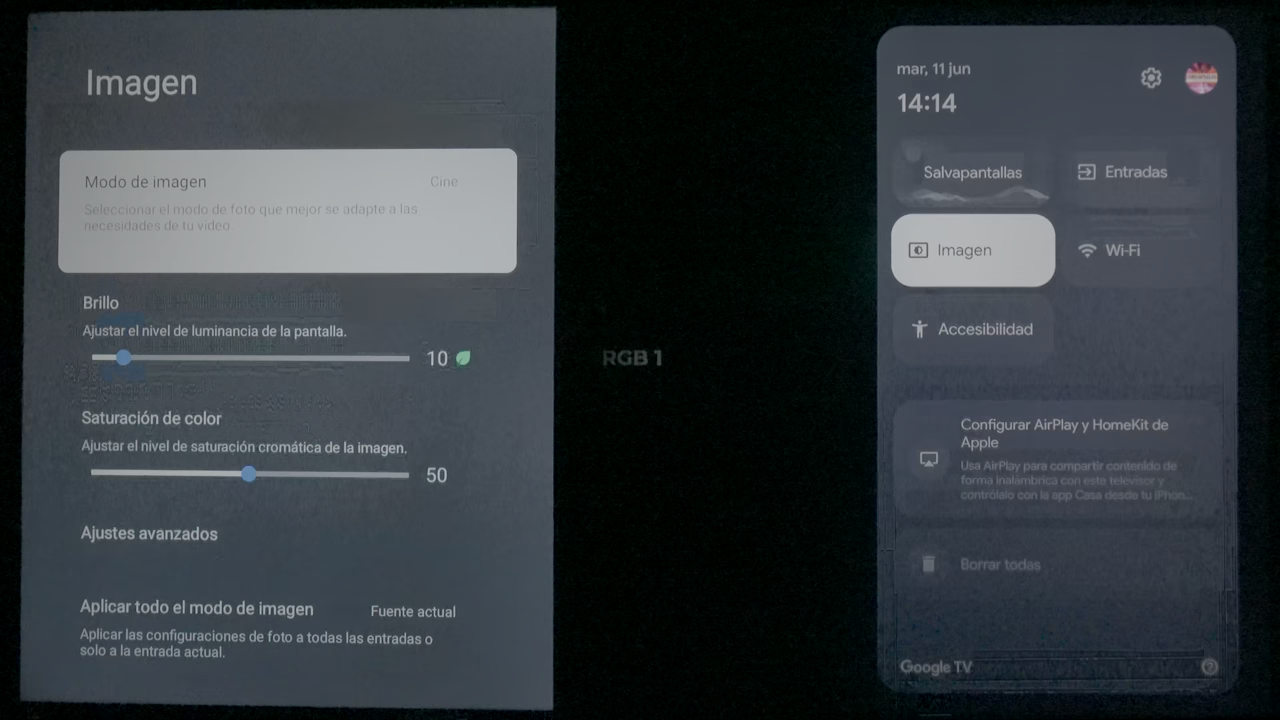 Imagen
Modo de imagen
Cine
Seleccionar el modo de foto que mejor se adapte a las
necesidades de tu vídeo.
Brillo
Ajustar el nivel de luminancia de la pantalla.
10
Saturación de color
Ajustar el nivel de saturación cromática de la imagen.
50
Ajustes avanzados
Aplicar todo el modo de imagen
Fuente actual
Aplicar las configuraciones de foto a todas las entradas o
solo a la entrada actual.
RGB 1
mar, 11 jun
14:14
Salvapantallas
Entradas
Imagen
Wi-Fi
Accesibilidad
Configurar AirPlay y HomeKit de
Apple
Usa AirPlay para compartir contenido de
forma inalámbrica con este televisor y
contrólalo con la app Casa desde tu iPhon...
Borrar todas
Google TV